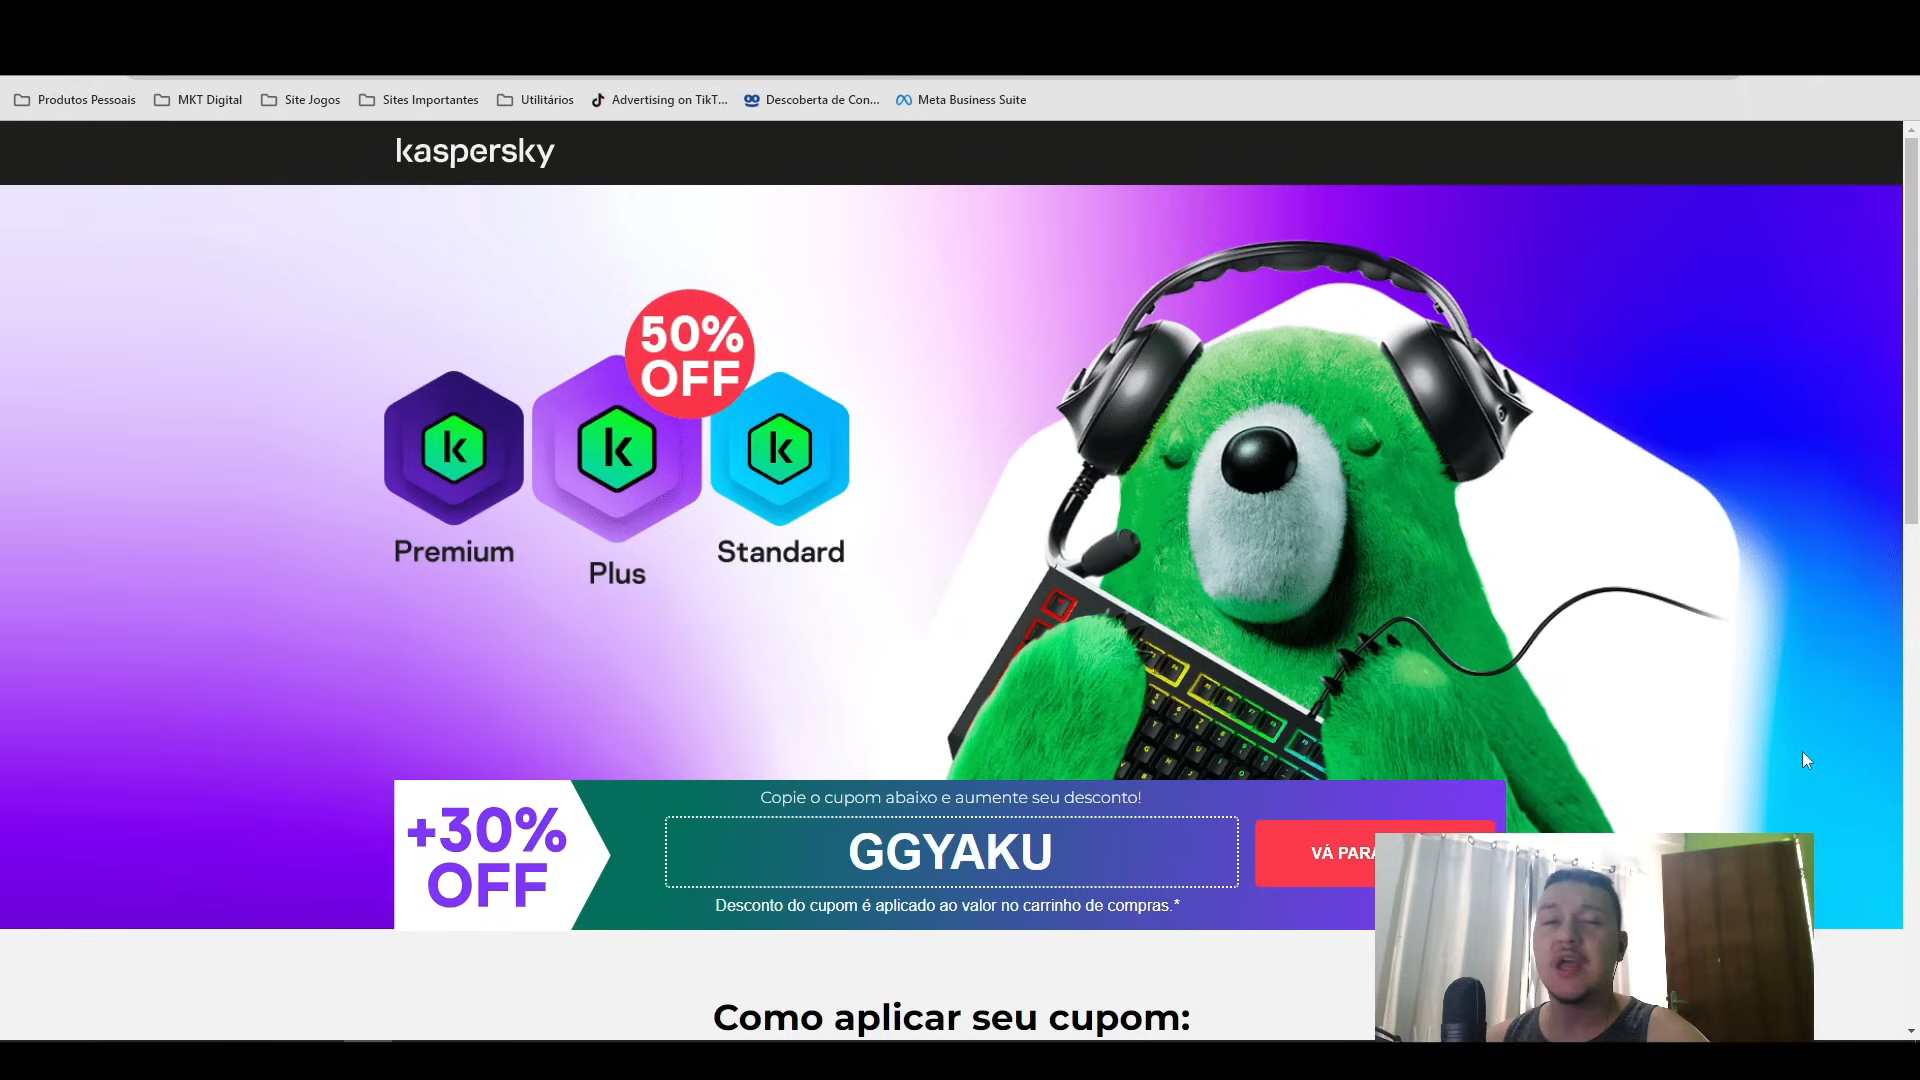 Produtos Pessoais MKT Digital Site Jogos Sites Importantes Utilitários Advertising on TikT... Descoberta de Con... Meta Business Suite
kaspersky
50%
OFF
k k k
Premium Plus Standard
+30%
OFF
Copie o cupom abaixo e aumente seu desconto!
GGYAKU
VÁ PARA
Desconto do cupom é aplicado ao valor no carrinho de compras.*
Como aplicar seu cupom: